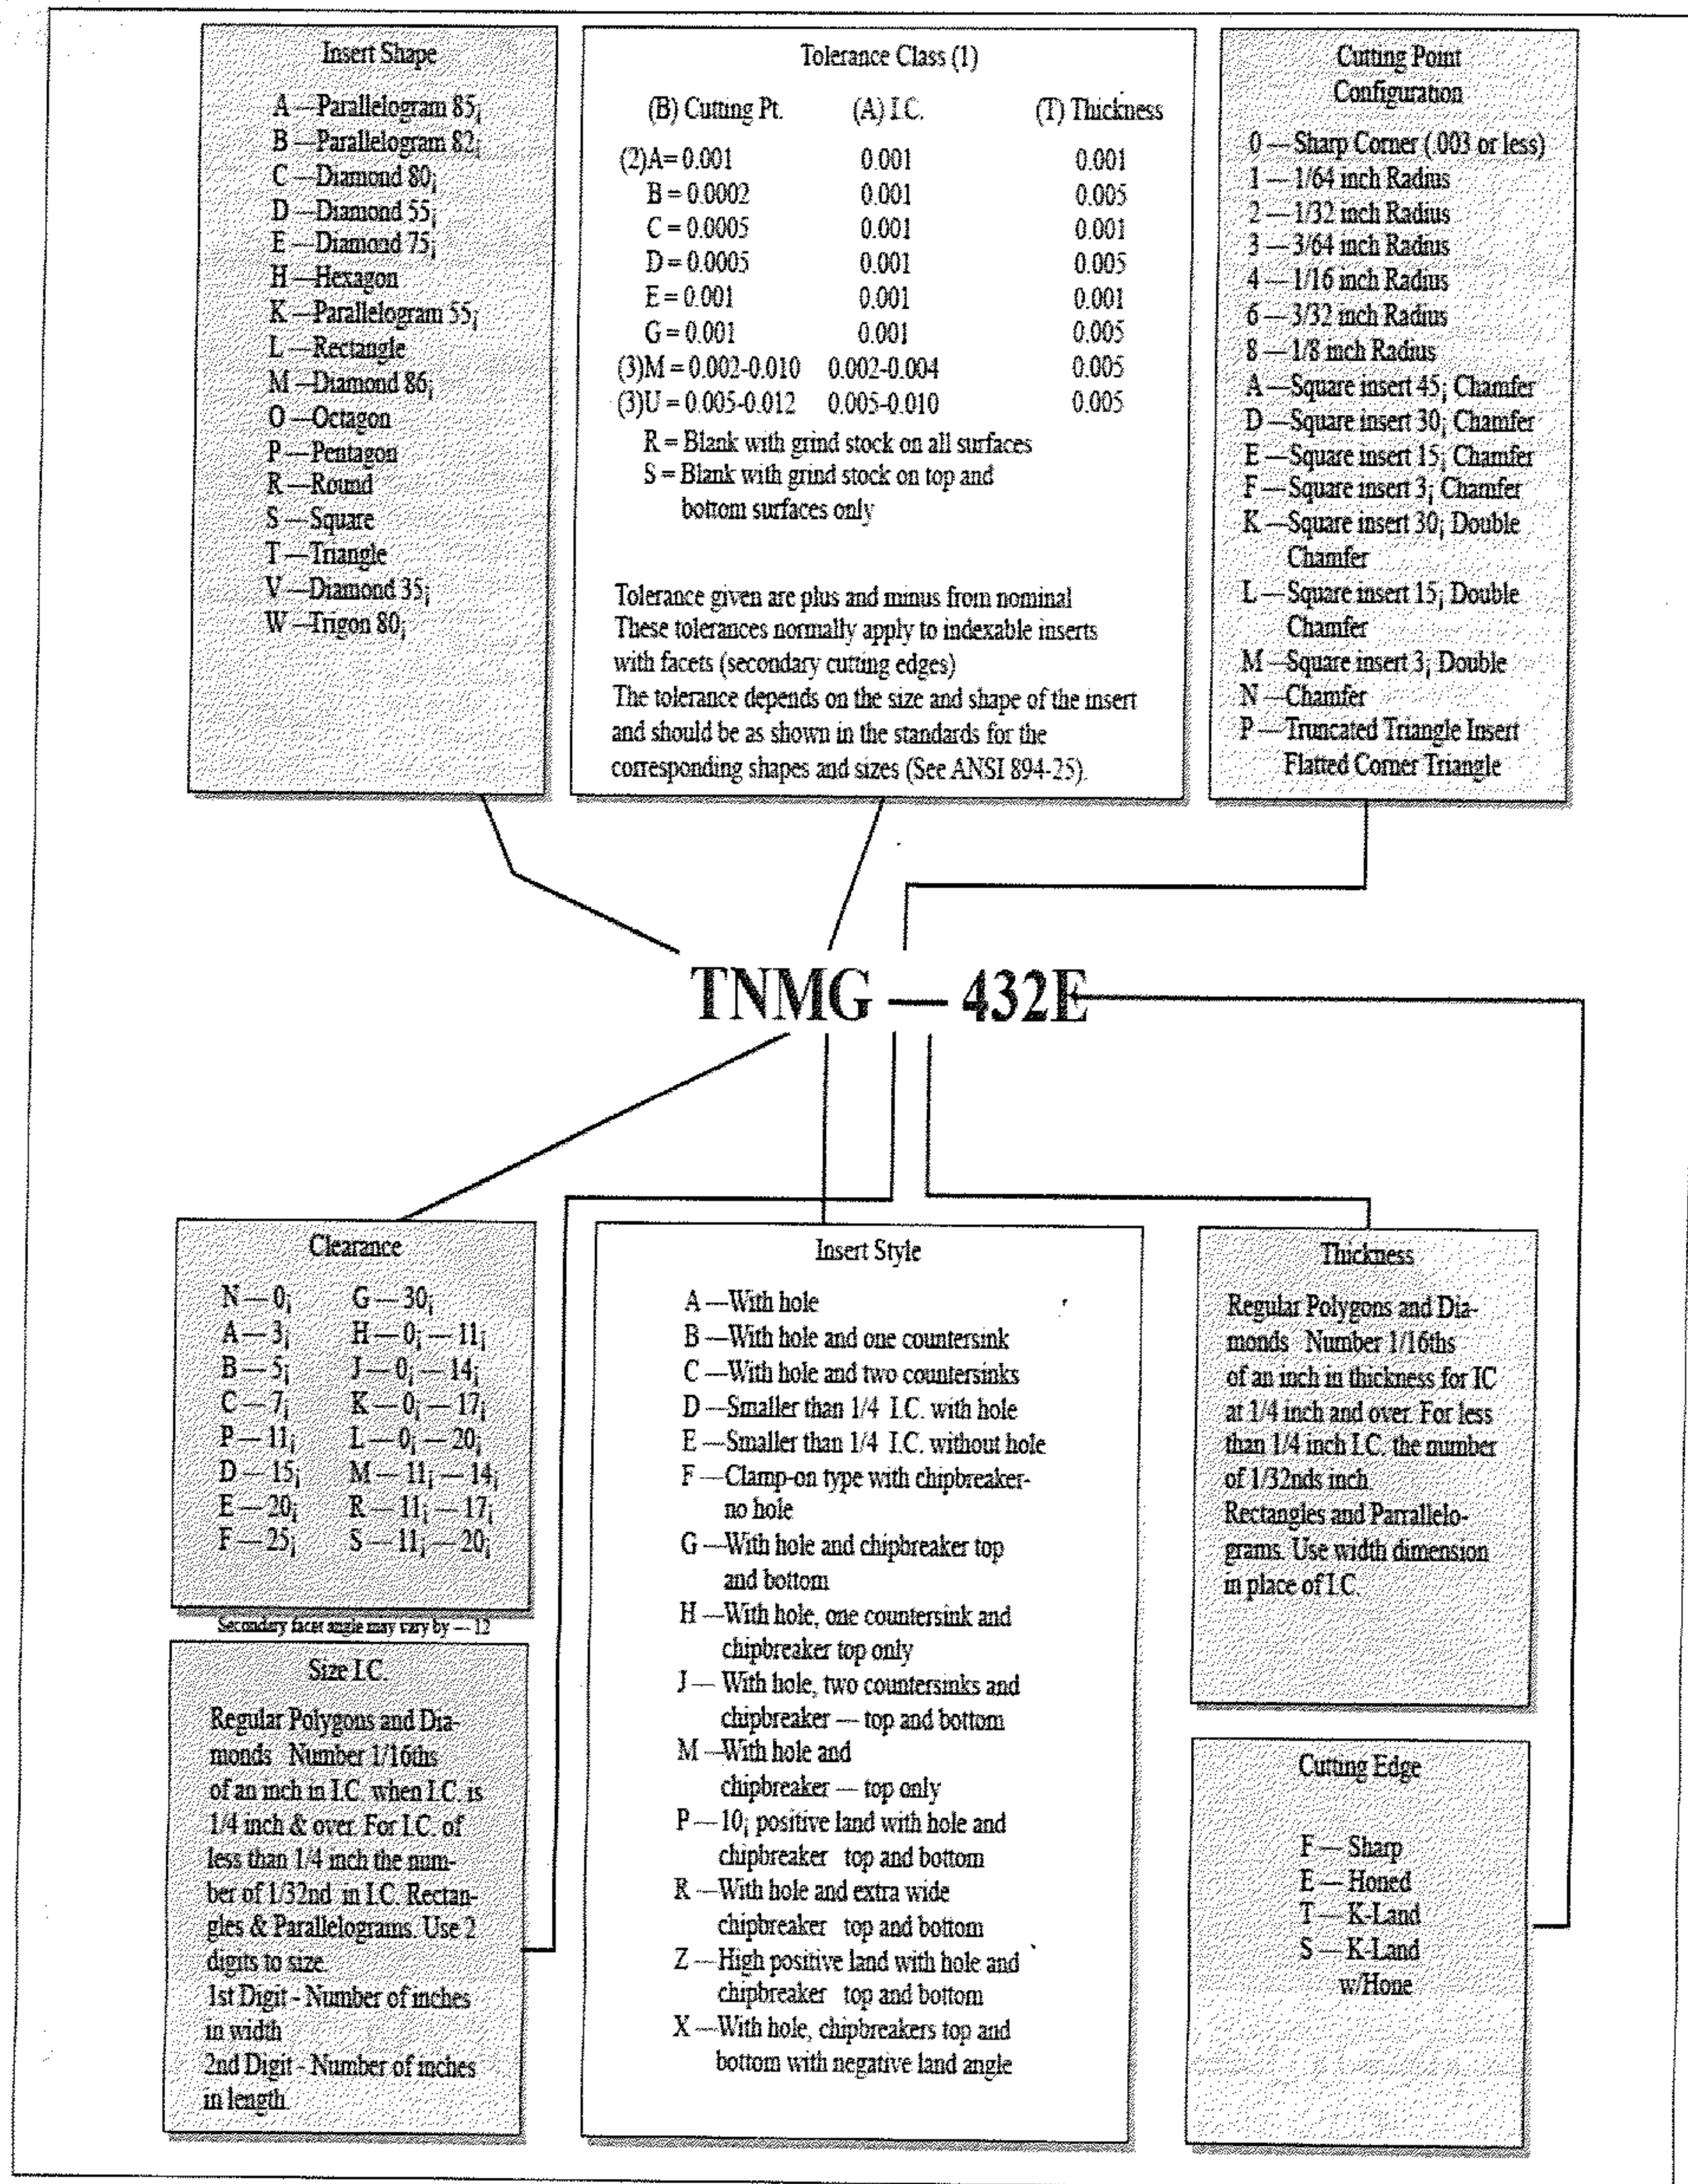 Insert Shape
A — Parallelogram 85¡
B — Parallelogram 82¡
C — Diamond 80¡
D — Diamond 55¡
E — Diamond 75¡
H — Hexagon
K — Parallelogram 55¡
L — Rectangle
M — Diamond 86¡
O — Octagon
P — Pentagon
R — Round
S — Square
T — Triangle
V — Diamond 35¡
W — Trigon 80¡
Tolerance Class (1)
(B) Cutting Pt. (A) I.C. (T) Thickness
(2)A= 0.001 0.001 0.001
B = 0.0002 0.001 0.005
C = 0.0005 0.001 0.001
D = 0.0005 0.001 0.005
E = 0.001 0.001 0.001
G = 0.001 0.001 0.005
(3)M = 0.002-0.010 0.002-0.004 0.005
(3)U = 0.005-0.012 0.005-0.010 0.005
R = Blank with grind stock on all surfaces
S = Blank with grind stock on top and
bottom surfaces only
Tolerance given are plus and minus from nominal
These tolerances normally apply to indexable inserts
with facets (secondary cutting edges)
The tolerance depends on the size and shape of the insert
and should be as shown in the standards for the
corresponding shapes and sizes (See ANSI 894-25).
Cutting Point
Configuration
0 — Sharp Corner (.003 or less)
1 — 1/64 inch Radius
2 — 1/32 inch Radius
3 — 3/64 inch Radius
4 — 1/16 inch Radius
6 — 3/32 inch Radius
8 — 1/8 inch Radius
A — Square insert 45¡ Chamfer
D — Square insert 30¡ Chamfer
E — Square insert 15¡ Chamfer
F — Square insert 3¡ Chamfer
K — Square insert 30¡ Double
Chamfer
L — Square insert 15¡ Double
Chamfer
M — Square insert 3¡ Double
N — Chamfer
P — Truncated Triangle Insert
Flatted Corner Triangle
TNMG — 432E
Clearance
N — 0¡ G — 30¡
A — 3¡ H — 0¡ — 11¡
B — 5¡ J — 0¡ — 14¡
C — 7¡ K — 0¡ — 17¡
P — 11¡ L — 0¡ — 20¡
D — 15¡ M — 11¡ — 14¡
E — 20¡ R — 11¡ — 17¡
F — 25¡ S — 11¡ — 20¡
Secondary facet angle may vary by — 12
Size I.C.
Regular Polygons and Dia-
monds Number 1/16ths
of an inch in I.C. when I.C. is
1/4 inch & over. For I.C. of
less than 1/4 inch the num-
ber of 1/32nd in I.C. Rectan-
gles & Parallelograms. Use 2
digits to size.
1st Digit - Number of inches
in width
2nd Digit - Number of inches
in length.
Insert Style
A — With hole
B — With hole and one countersink
C — With hole and two countersinks
D — Smaller than 1/4 I.C. with hole
E — Smaller than 1/4 I.C. without hole
F — Clamp-on type with chipbreaker-
no hole
G — With hole and chipbreaker top
and bottom
H — With hole, one countersink and
chipbreaker top only
J — With hole, two countersinks and
chipbreaker — top and bottom
M — With hole and
chipbreaker — top only
P — 10¡ positive land with hole and
chipbreaker top and bottom
R — With hole and extra wide
chipbreaker top and bottom
Z — High positive land with hole and
chipbreaker top and bottom
X — With hole, chipbreakers top and
bottom with negative land angle
Thickness
Regular Polygons and Dia-
monds Number 1/16ths
of an inch in thickness for IC
at 1/4 inch and over. For less
than 1/4 inch I.C. the number
of 1/32nds inch.
Rectangles and Parrallelo-
grams. Use width dimension
in place of I.C.
Cutting Edge
F — Sharp
E — Honed
T — K-Land
S — K-Land
w/Hone